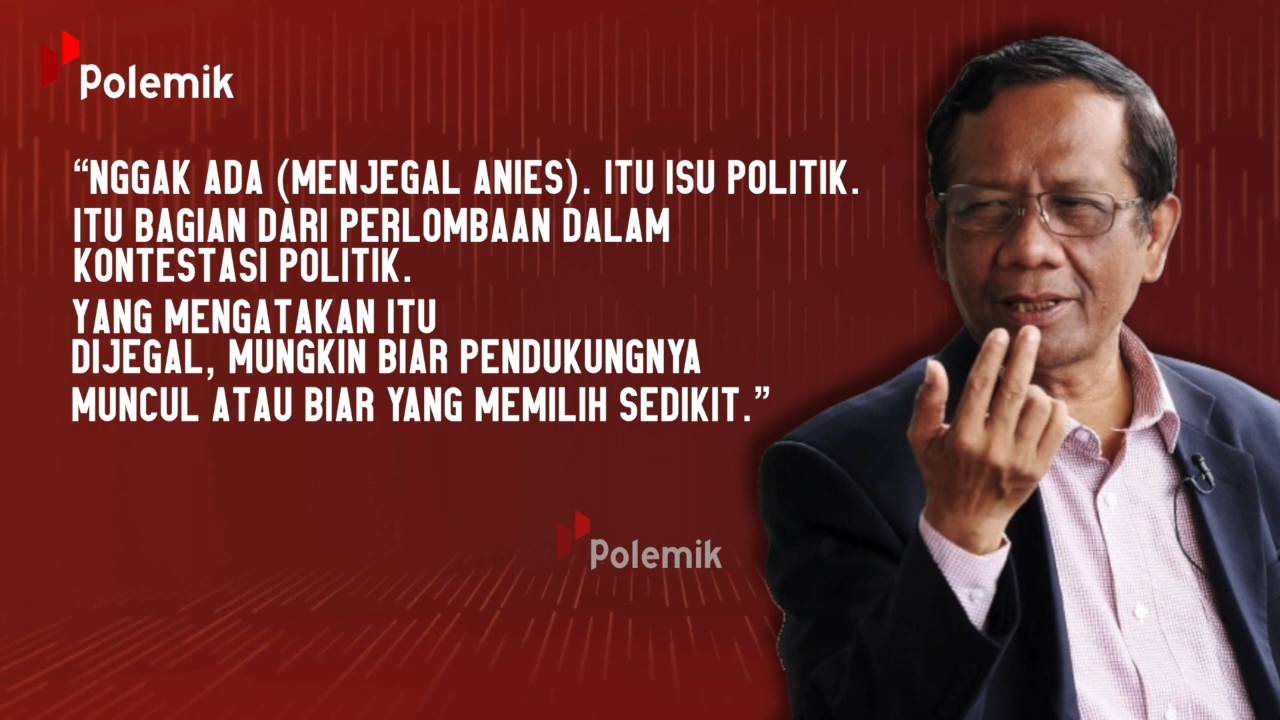 Polemik
“NGGAK ADA (MENJEGAL ANIES). ITU ISU POLITIK.
ITU BAGIAN DARI PERLOMBAAN DALAM
KONTESTASI POLITIK.
YANG MENGATAKAN ITU
DIJEGAL, MUNGKIN BIAR PENDUKUNGNYA
MUNCUL ATAU BIAR YANG MEMILIH SEDIKIT.”
Polemik